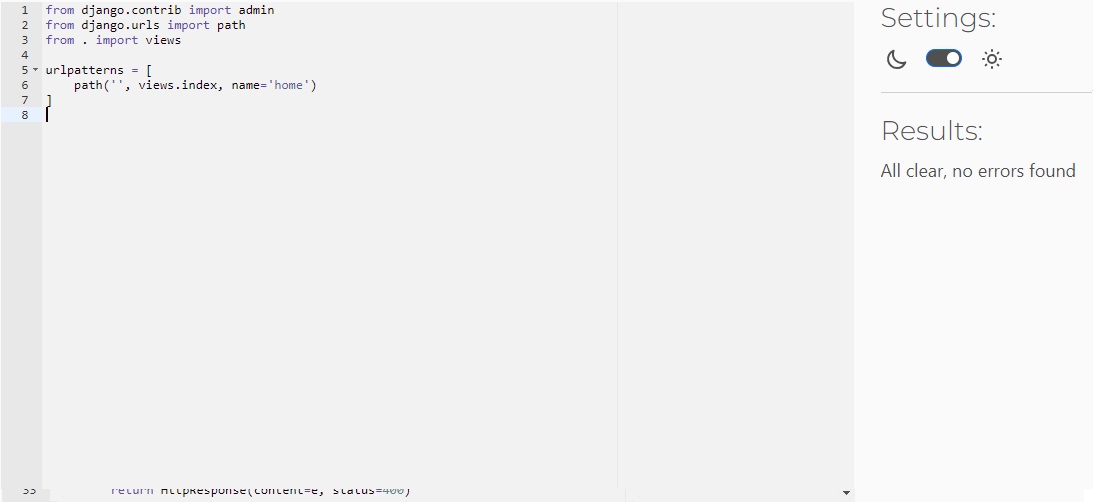 1 from django.contrib import admin
2 from django.urls import path
3 from . import views
4
5 urlpatterns = [
6     path('', views.index, name='home')
7 ]
8
33         return HttpResponse(content=e, status=400)
Settings:
Results:
All clear, no errors found